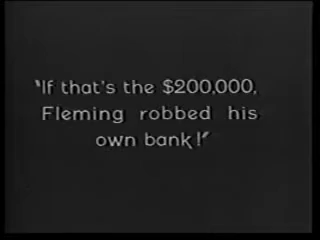 "If that's the $200,000,
Fleming robbed his
own bank!"